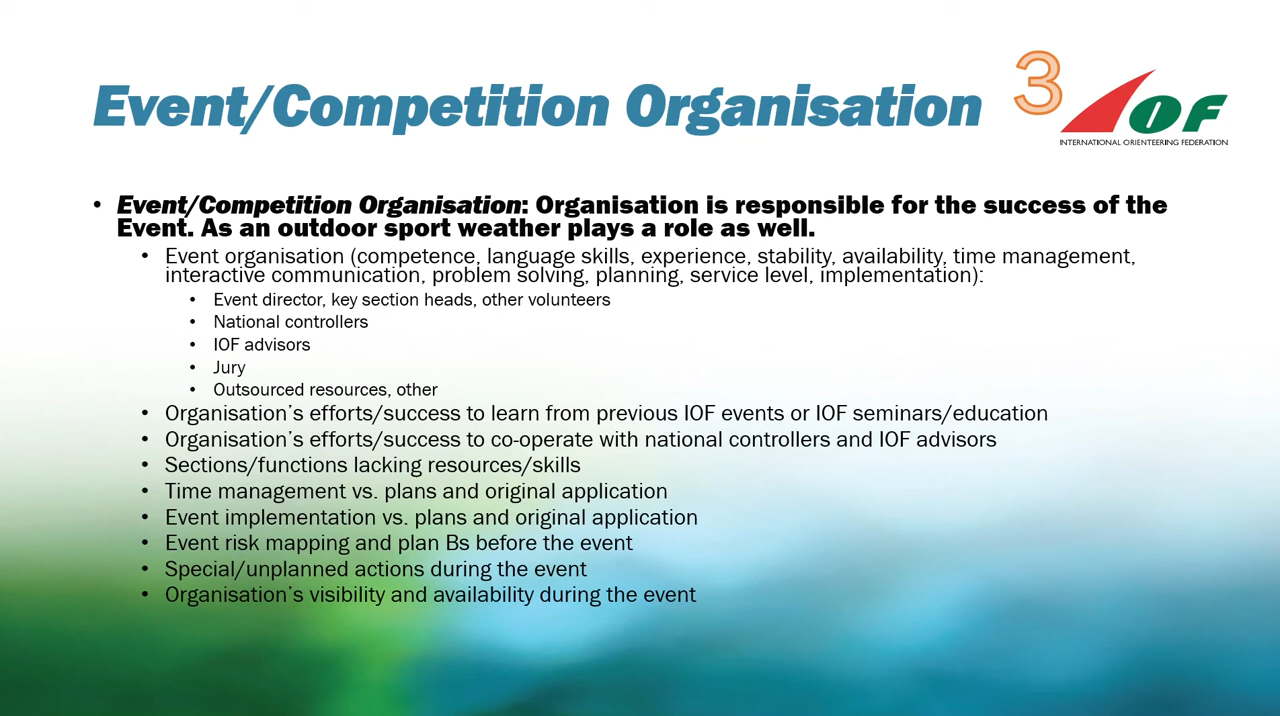 Event/Competition Organisation
3
IOF
INTERNATIONAL ORIENTEERING FEDERATION
• Event/Competition Organisation: Organisation is responsible for the success of the
Event. As an outdoor sport weather plays a role as well.
• Event organisation (competence, language skills, experience, stability, availability, time management,
interactive communication, problem solving, planning, service level, implementation):
• Event director, key section heads, other volunteers
• National controllers
• IOF advisors
• Jury
• Outsourced resources, other
• Organisation’s efforts/success to learn from previous IOF events or IOF seminars/education
• Organisation’s efforts/success to co-operate with national controllers and IOF advisors
• Sections/functions lacking resources/skills
• Time management vs. plans and original application
• Event implementation vs. plans and original application
• Event risk mapping and plan Bs before the event
• Special/unplanned actions during the event
• Organisation’s visibility and availability during the event